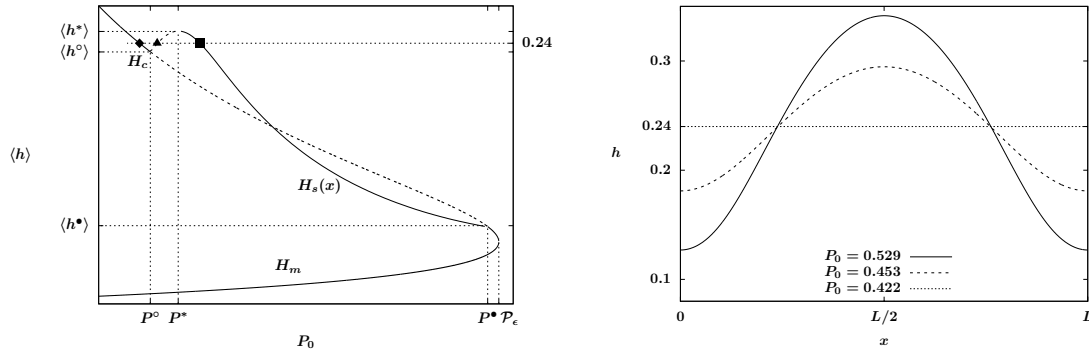 ⟨h*⟩
0.24
⟨h°⟩
H_c
⟨h⟩
H_s(x)
⟨h•⟩
H_m
P° P* P• 𝒫_ϵ
P_0
0.3
0.24
h
0.2
0.1
P_0 = 0.529
P_0 = 0.453
P_0 = 0.422
0 L/2
x